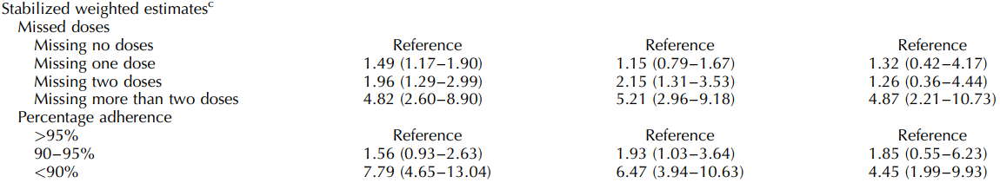 Stabilized weighted estimatesc
Missed doses
Missing no doses Reference Reference Reference
Missing one dose 1.49 (1.17–1.90) 1.15 (0.79–1.67) 1.32 (0.42–4.17)
Missing two doses 1.96 (1.29–2.99) 2.15 (1.31–3.53) 1.26 (0.36–4.44)
Missing more than two doses 4.82 (2.60–8.90) 5.21 (2.96–9.18) 4.87 (2.21–10.73)
Percentage adherence
>95% Reference Reference Reference
90–95% 1.56 (0.93–2.63) 1.93 (1.03–3.64) 1.85 (0.55–6.23)
<90% 7.79 (4.65–13.04) 6.47 (3.94–10.63) 4.45 (1.99–9.93)